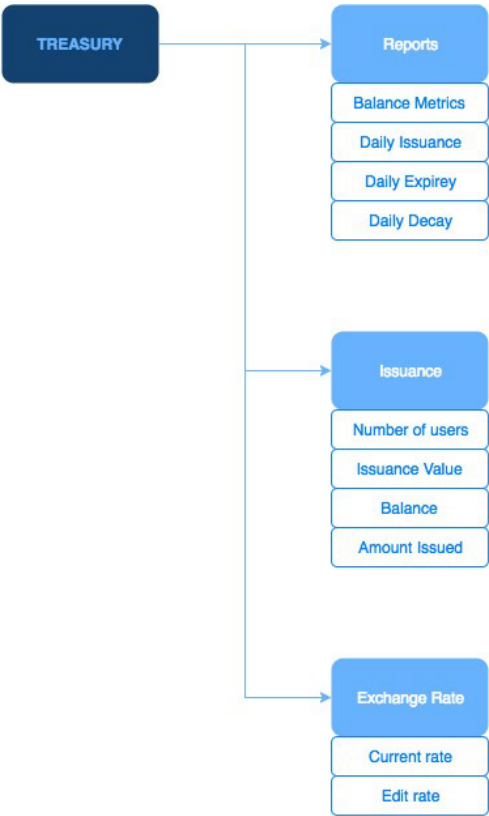 TREASURY
Reports
Balance Metrics
Daily Issuance
Daily Expirey
Daily Decay
Issuance
Number of users
Issuance Value
Balance
Amount Issued
Exchange Rate
Current rate
Edit rate